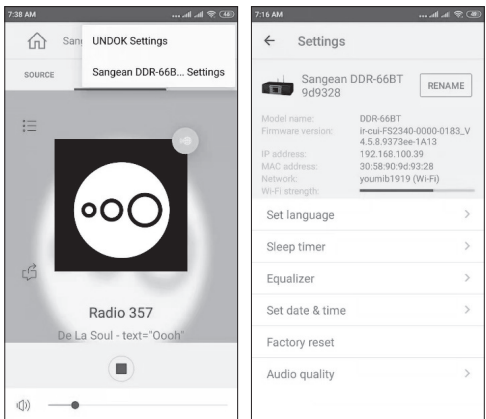 7:38 AM
44
San
UNDOK Settings
Sangean DDR-66B... Settings
SOURCE
Radio 357
De La Soul - text="Oooh"
7:16 AM
Settings
Sangean DDR-66BT
9d9328
RENAME
Model name: DDR-66BT
Firmware version: ir-cui-FS2340-0000-0183_V
4.5.8.9373ee-1A13
IP address: 192.168.100.39
MAC address: 30:58:90:9d:93:28
Network: youmib1919 (Wi-Fi)
Wi-Fi strength:
Set language
Sleep timer
Equalizer
Set date & time
Factory reset
Audio quality